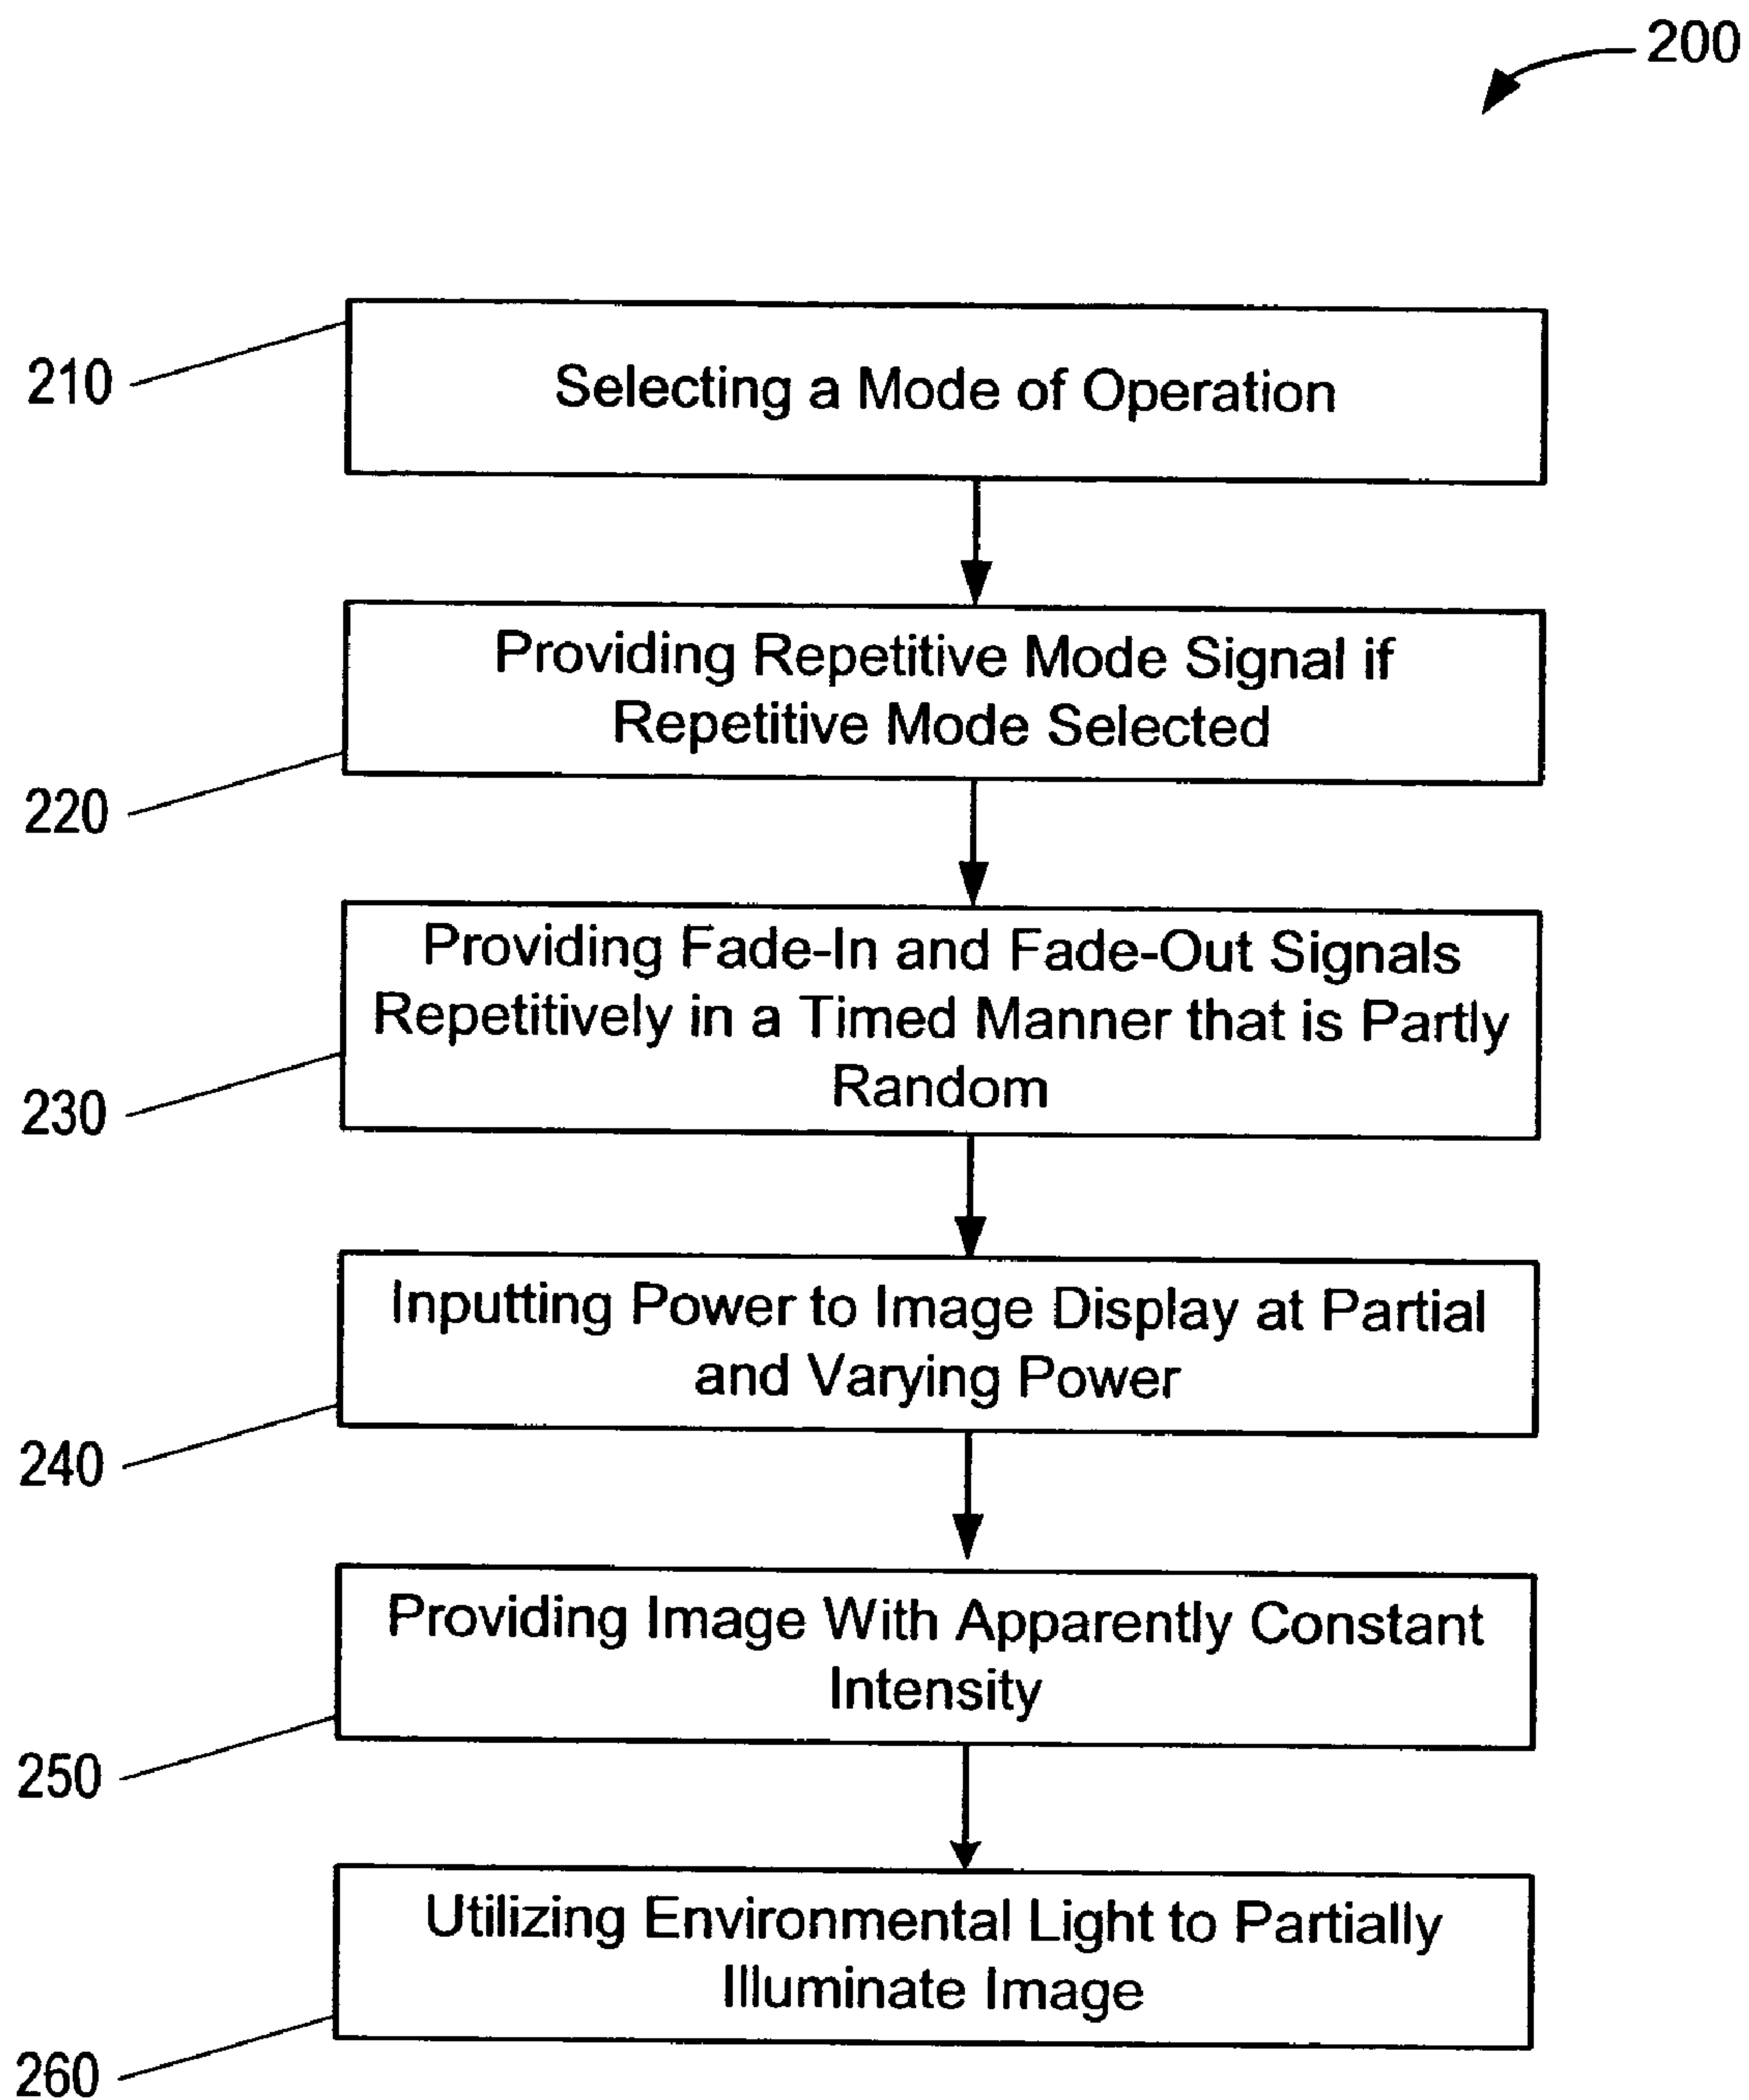 200
210
Selecting a Mode of Operation
Providing Repetitive Mode Signal if
Repetitive Mode Selected
220
Providing Fade-In and Fade-Out Signals
Repetitively in a Timed Manner that is Partly
Random
230
Inputting Power to Image Display at Partial
and Varying Power
240
Providing Image With Apparently Constant
Intensity
250
Utilizing Environmental Light to Partially
Illuminate Image
260